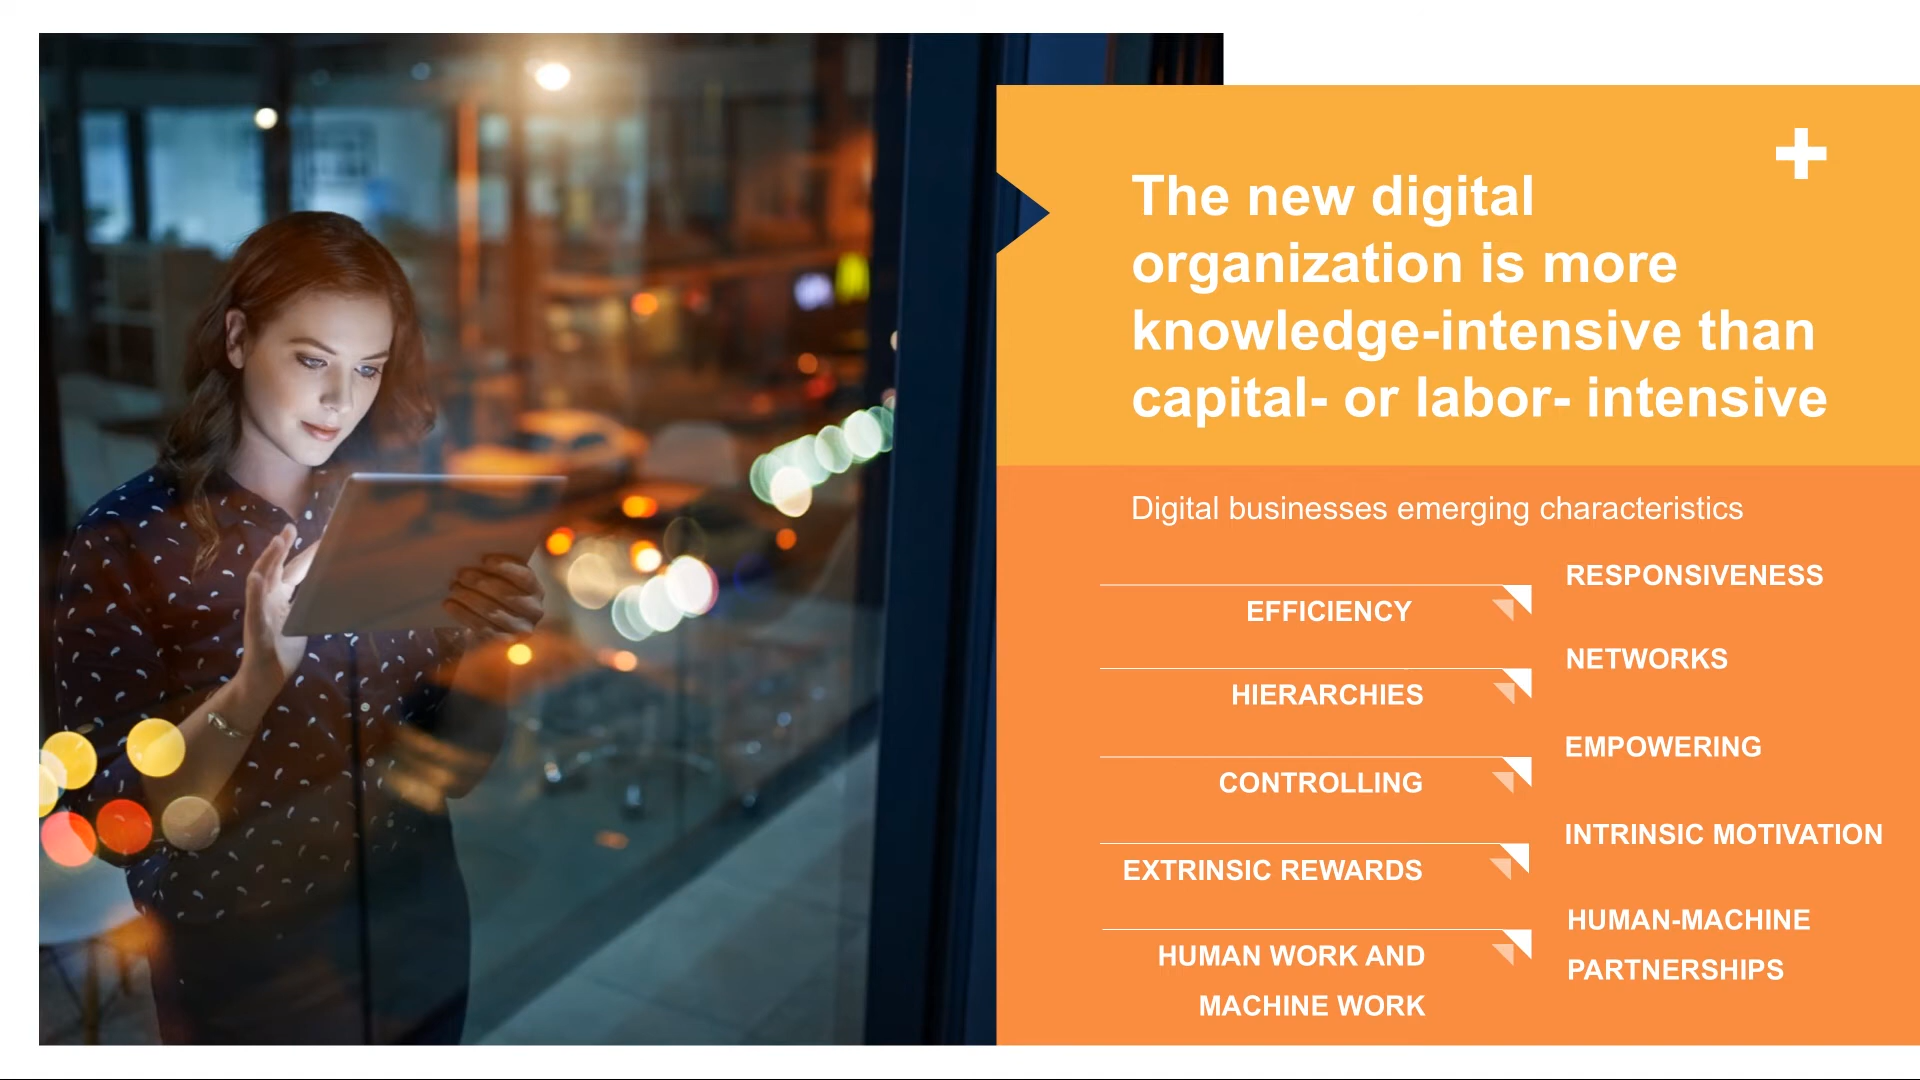 The new digital
organization is more
knowledge-intensive than
capital- or labor- intensive
Digital businesses emerging characteristics
EFFICIENCY
RESPONSIVENESS
HIERARCHIES
NETWORKS
CONTROLLING
EMPOWERING
EXTRINSIC REWARDS
INTRINSIC MOTIVATION
HUMAN WORK AND
MACHINE WORK
HUMAN-MACHINE
PARTNERSHIPS